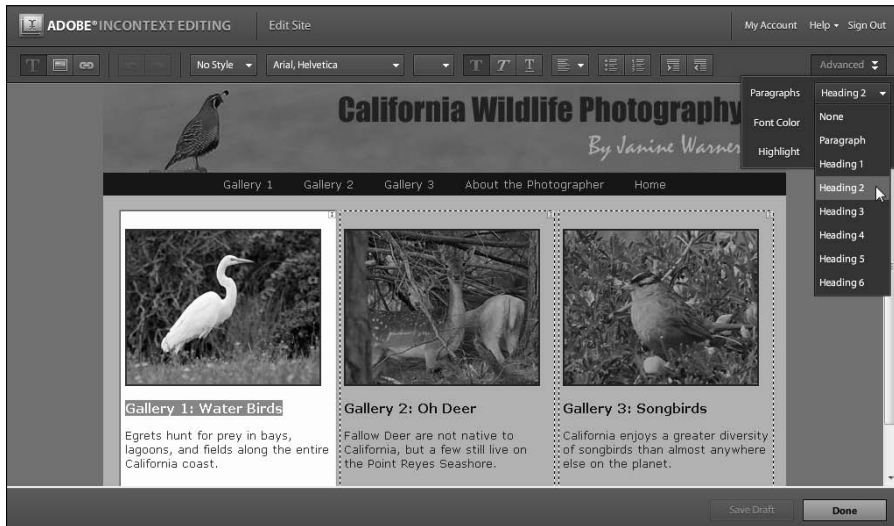 ADOBE® INCONTEXT EDITING Edit Site My Account Help Sign Out
T No Style Arial, Helvetica T T T Advanced
Paragraphs Heading 2
Font Color
Highlight
None
Paragraph
Heading 1
Heading 2
Heading 3
Heading 4
Heading 5
Heading 6
California Wildlife Photography
By Janine Warner
Gallery 1 Gallery 2 Gallery 3 About the Photographer Home
Gallery 1: Water Birds
Egrets hunt for prey in bays,
lagoons, and fields along the entire
California coast.
Gallery 2: Oh Deer
Fallow Deer are not native to
California, but a few still live on
the Point Reyes Seashore.
Gallery 3: Songbirds
California enjoys a greater diversity
of songbirds than almost anywhere
else on the planet.
Save Draft Done